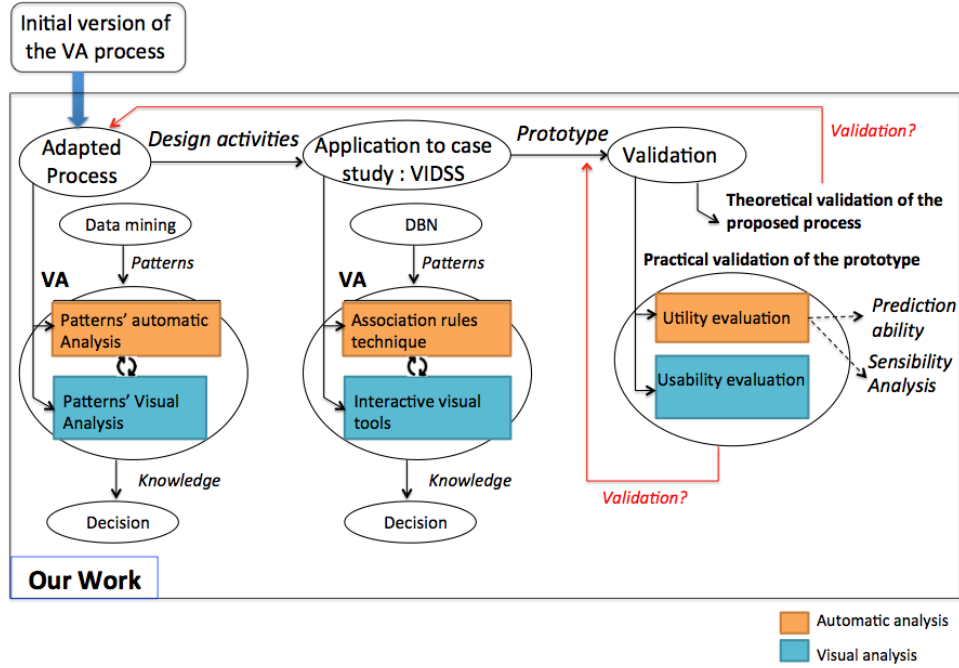 Initial version of
the VA process
Adapted
Process
Design activities
Application to case
study : VIDSS
Prototype
Validation
Validation?
Theoretical validation of the
proposed process
Data mining
Patterns
VA
Patterns' automatic
Analysis
Patterns' Visual
Analysis
Knowledge
Decision
DBN
Patterns
VA
Association rules
technique
Interactive visual
tools
Knowledge
Decision
Practical validation of the prototype
Utility evaluation
Usability evaluation
Prediction
ability
Sensibility
Analysis
Validation?
Our Work
Automatic analysis
Visual analysis